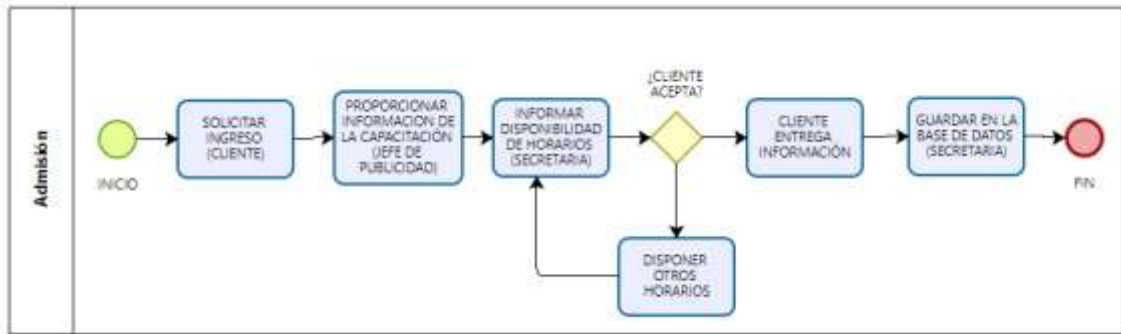 Admisión
INICIO
SOLICITAR
INGRESO
(CLIENTE)
PROPORCIONAR
INFORMACION DE
LA CAPACITACIÓN
(JEFE DE
PUBLICIDAD)
INFORMAR
DISPONIBILIDAD
DE HORARIOS
(SECRETARIA)
¿CLIENTE
ACEPTA?
DISPONER
OTROS
HORARIOS
CLIENTE
ENTREGA
INFORMACIÓN
GUARDAR EN LA
BASE DE DATOS
(SECRETARIA)
FIN